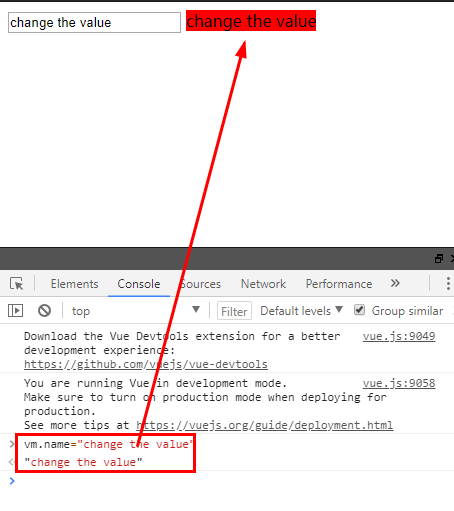 change the value change the value
Elements Console Sources Network Performance »
top Filter Default levels Group similar
Download the Vue Devtools extension for a better vue.js:9049
development experience:
https://github.com/vuejs/vue-devtools
You are running Vue in development mode. vue.js:9058
Make sure to turn on production mode when deploying for
production.
See more tips at https://vuejs.org/guide/deployment.html
> vm.name="change the value"
"change the value"
>